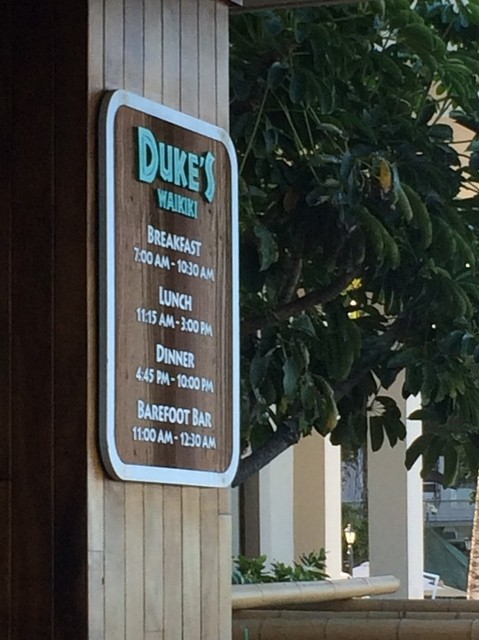 DUKE'S
WAIKIKI
BREAKFAST
7:00 AM - 10:30 AM
LUNCH
11:15 AM - 3:00 PM
DINNER
4:45 PM - 10:00 PM
BAREFOOT BAR
11:00 AM - 12:30 AM